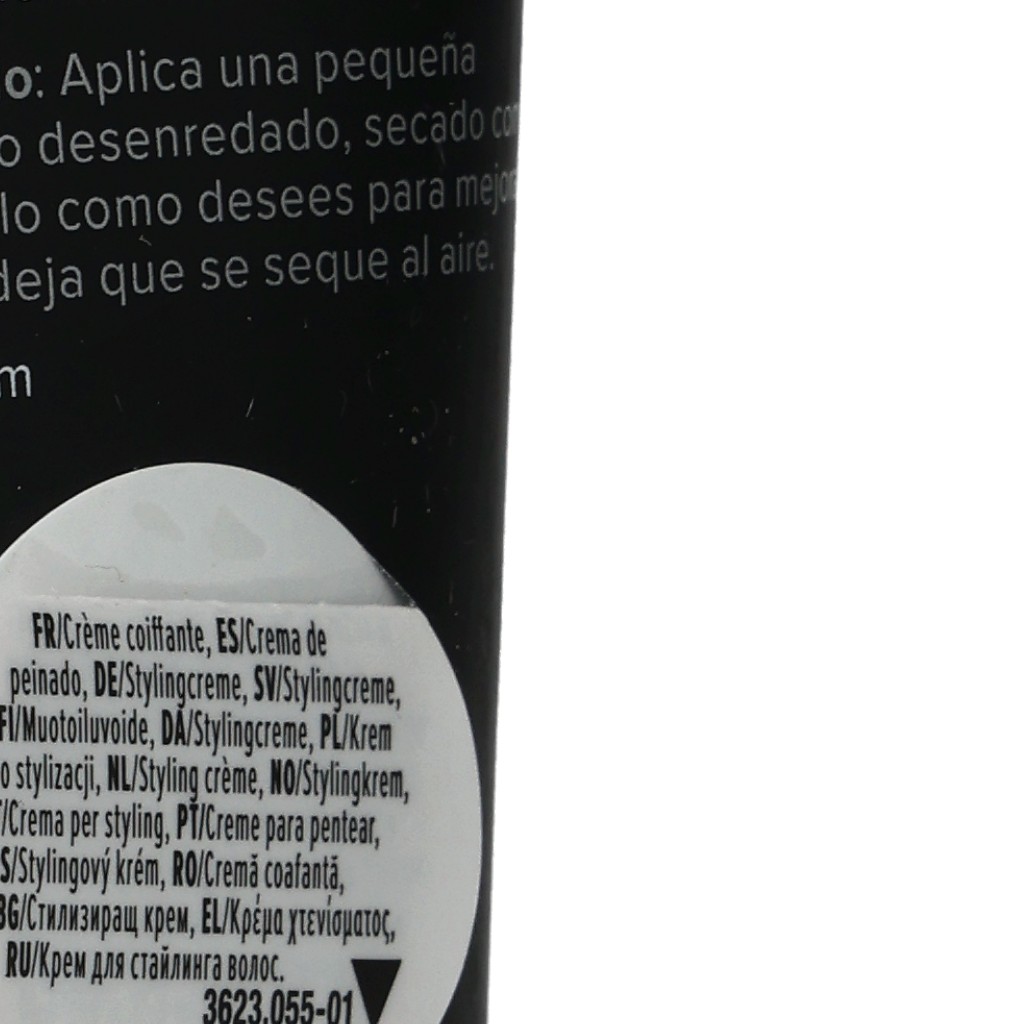 o: Aplica una pequeña
o desenredado, secado con
lo como desees para mejor
deja que se seque al aire.
m
FR/Crème coiffante, ES/Crema de
peinado, DE/Stylingcreme, SV/Stylingcreme,
FI/Muotoiluvoide, DA/Stylingcreme, PL/Krem
o stylizacji, NL/Styling crème, NO/Stylingkrem,
/Crema per styling, PT/Creme para pentear,
S/Stylingový krém, RO/Cremă coafantă,
BG/Стилизиращ крем, EL/Κρέμα χτενίσματος,
RU/Крем для стайлинга волос.
3623.055-01